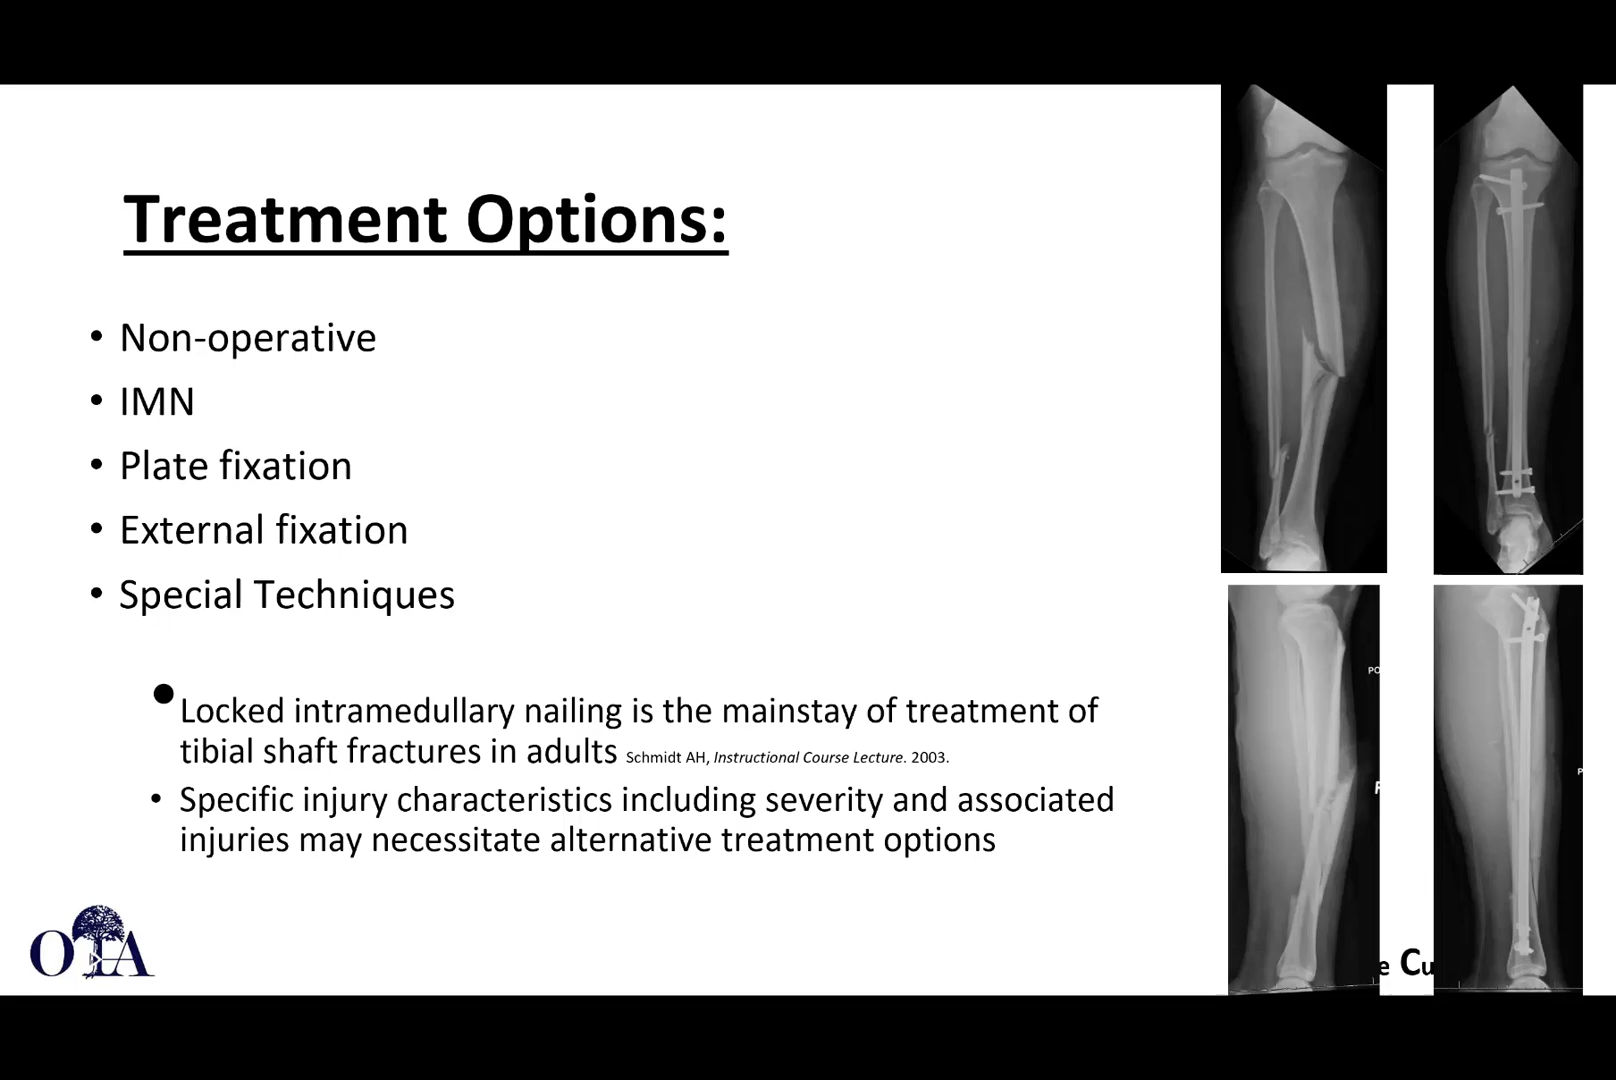 Treatment Options:
• Non-operative
• IMN
• Plate fixation
• External fixation
• Special Techniques
• Locked intramedullary nailing is the mainstay of treatment of
tibial shaft fractures in adults Schmidt AH, Instructional Course Lecture. 2003.
• Specific injury characteristics including severity and associated
injuries may necessitate alternative treatment options
OTA
e Cu
PO